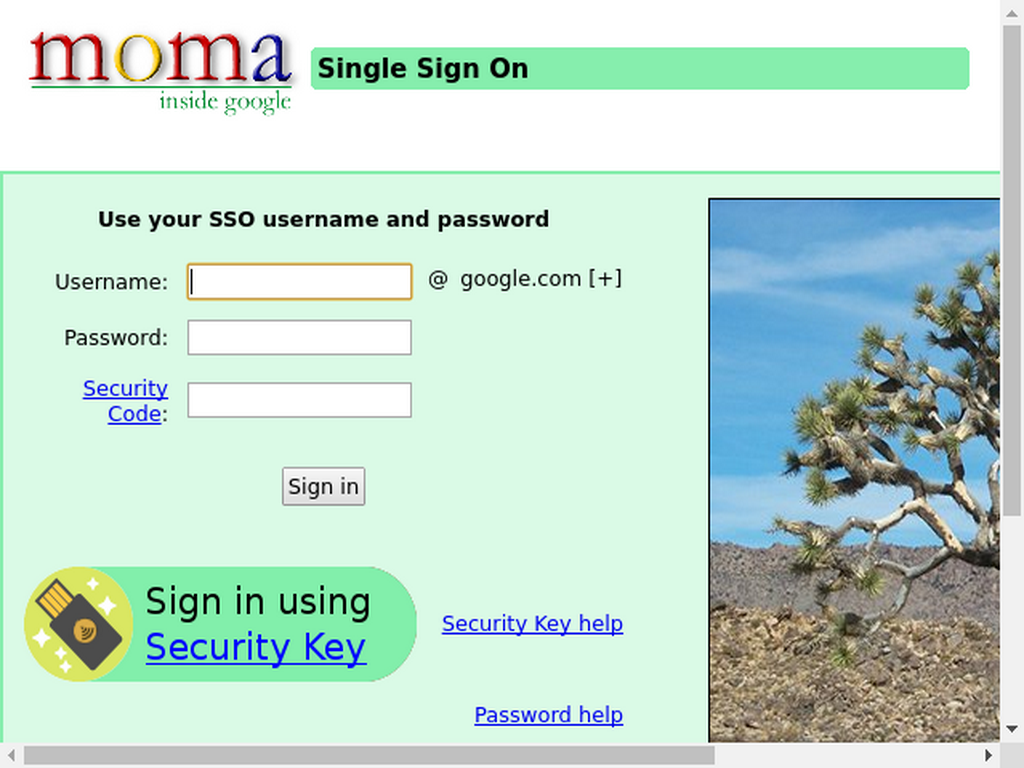 moma
inside google
Single Sign On
Use your SSO username and password
Username:
@ google.com [+]
Password:
Security
Code:
Sign in
Sign in using
Security Key
Security Key help
Password help